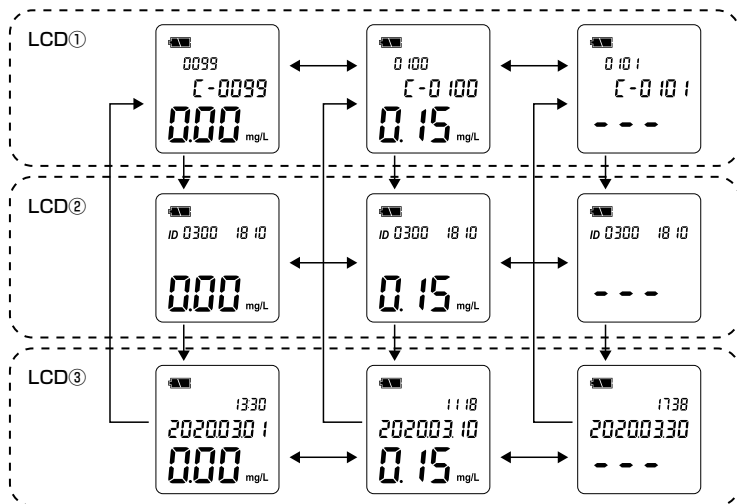 LCD①
0099
C-0099
0.00 mg/L
0100
C-0100
0.15 mg/L
0101
C-0101
---
LCD②
ID 0300 1810
0.00 mg/L
ID 0300 1810
0.15 mg/L
ID 0300 1810
---
LCD③
13:30
2020.03.01
0.00 mg/L
11:18
2020.03.10
0.15 mg/L
17:38
2020.03.30
---